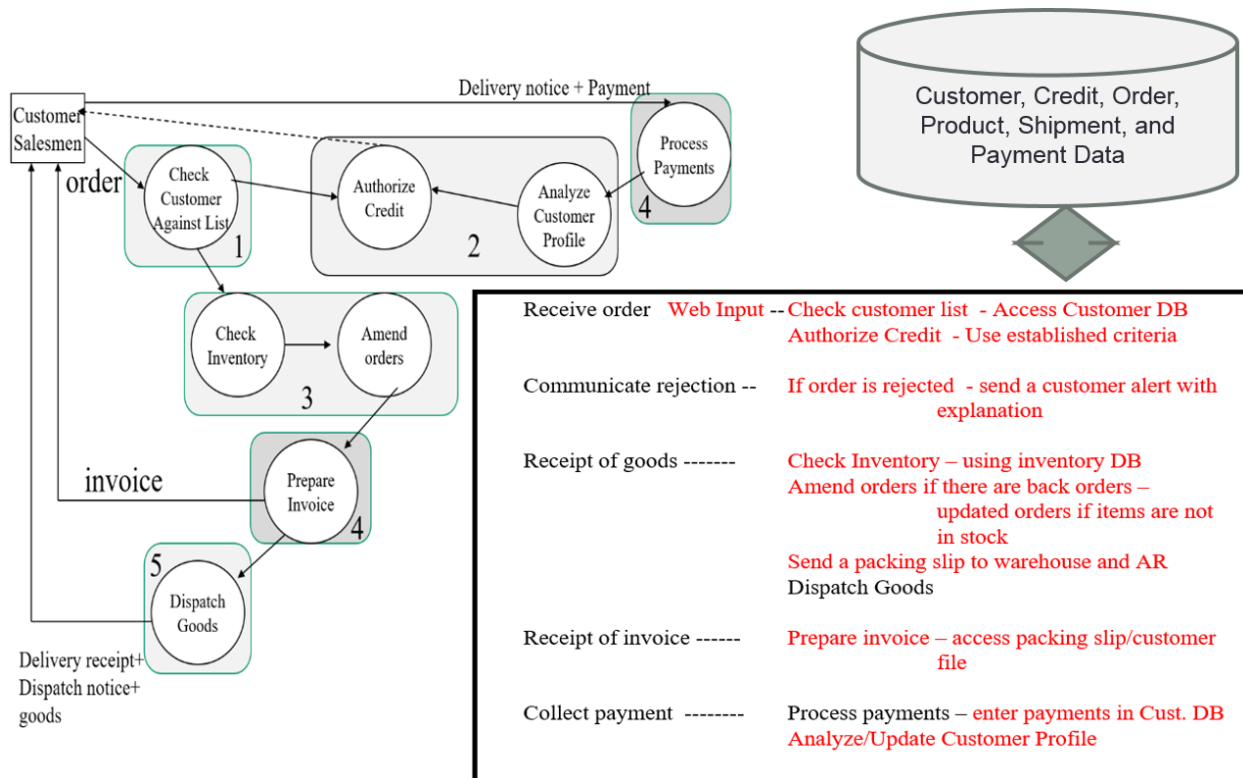 Delivery notice + Payment
Customer
Salesmen
order
Check
Customer
Against List
1
Authorize
Credit
2
Analyze
Customer
Profile
Process
Payments
4
Check
Inventory
Amend
orders
3
invoice
Prepare
Invoice
4
5
Dispatch
Goods
Delivery receipt+
Dispatch notice+
goods
Customer, Credit, Order,
Product, Shipment, and
Payment Data
Receive order Web Input -- Check customer list - Access Customer DB
Authorize Credit - Use established criteria
Communicate rejection -- If order is rejected - send a customer alert with
explanation
Receipt of goods ------- Check Inventory – using inventory DB
Amend orders if there are back orders –
updated orders if items are not
in stock
Send a packing slip to warehouse and AR
Dispatch Goods
Receipt of invoice ------ Prepare invoice – access packing slip/customer
file
Collect payment -------- Process payments – enter payments in Cust. DB
Analyze/Update Customer Profile